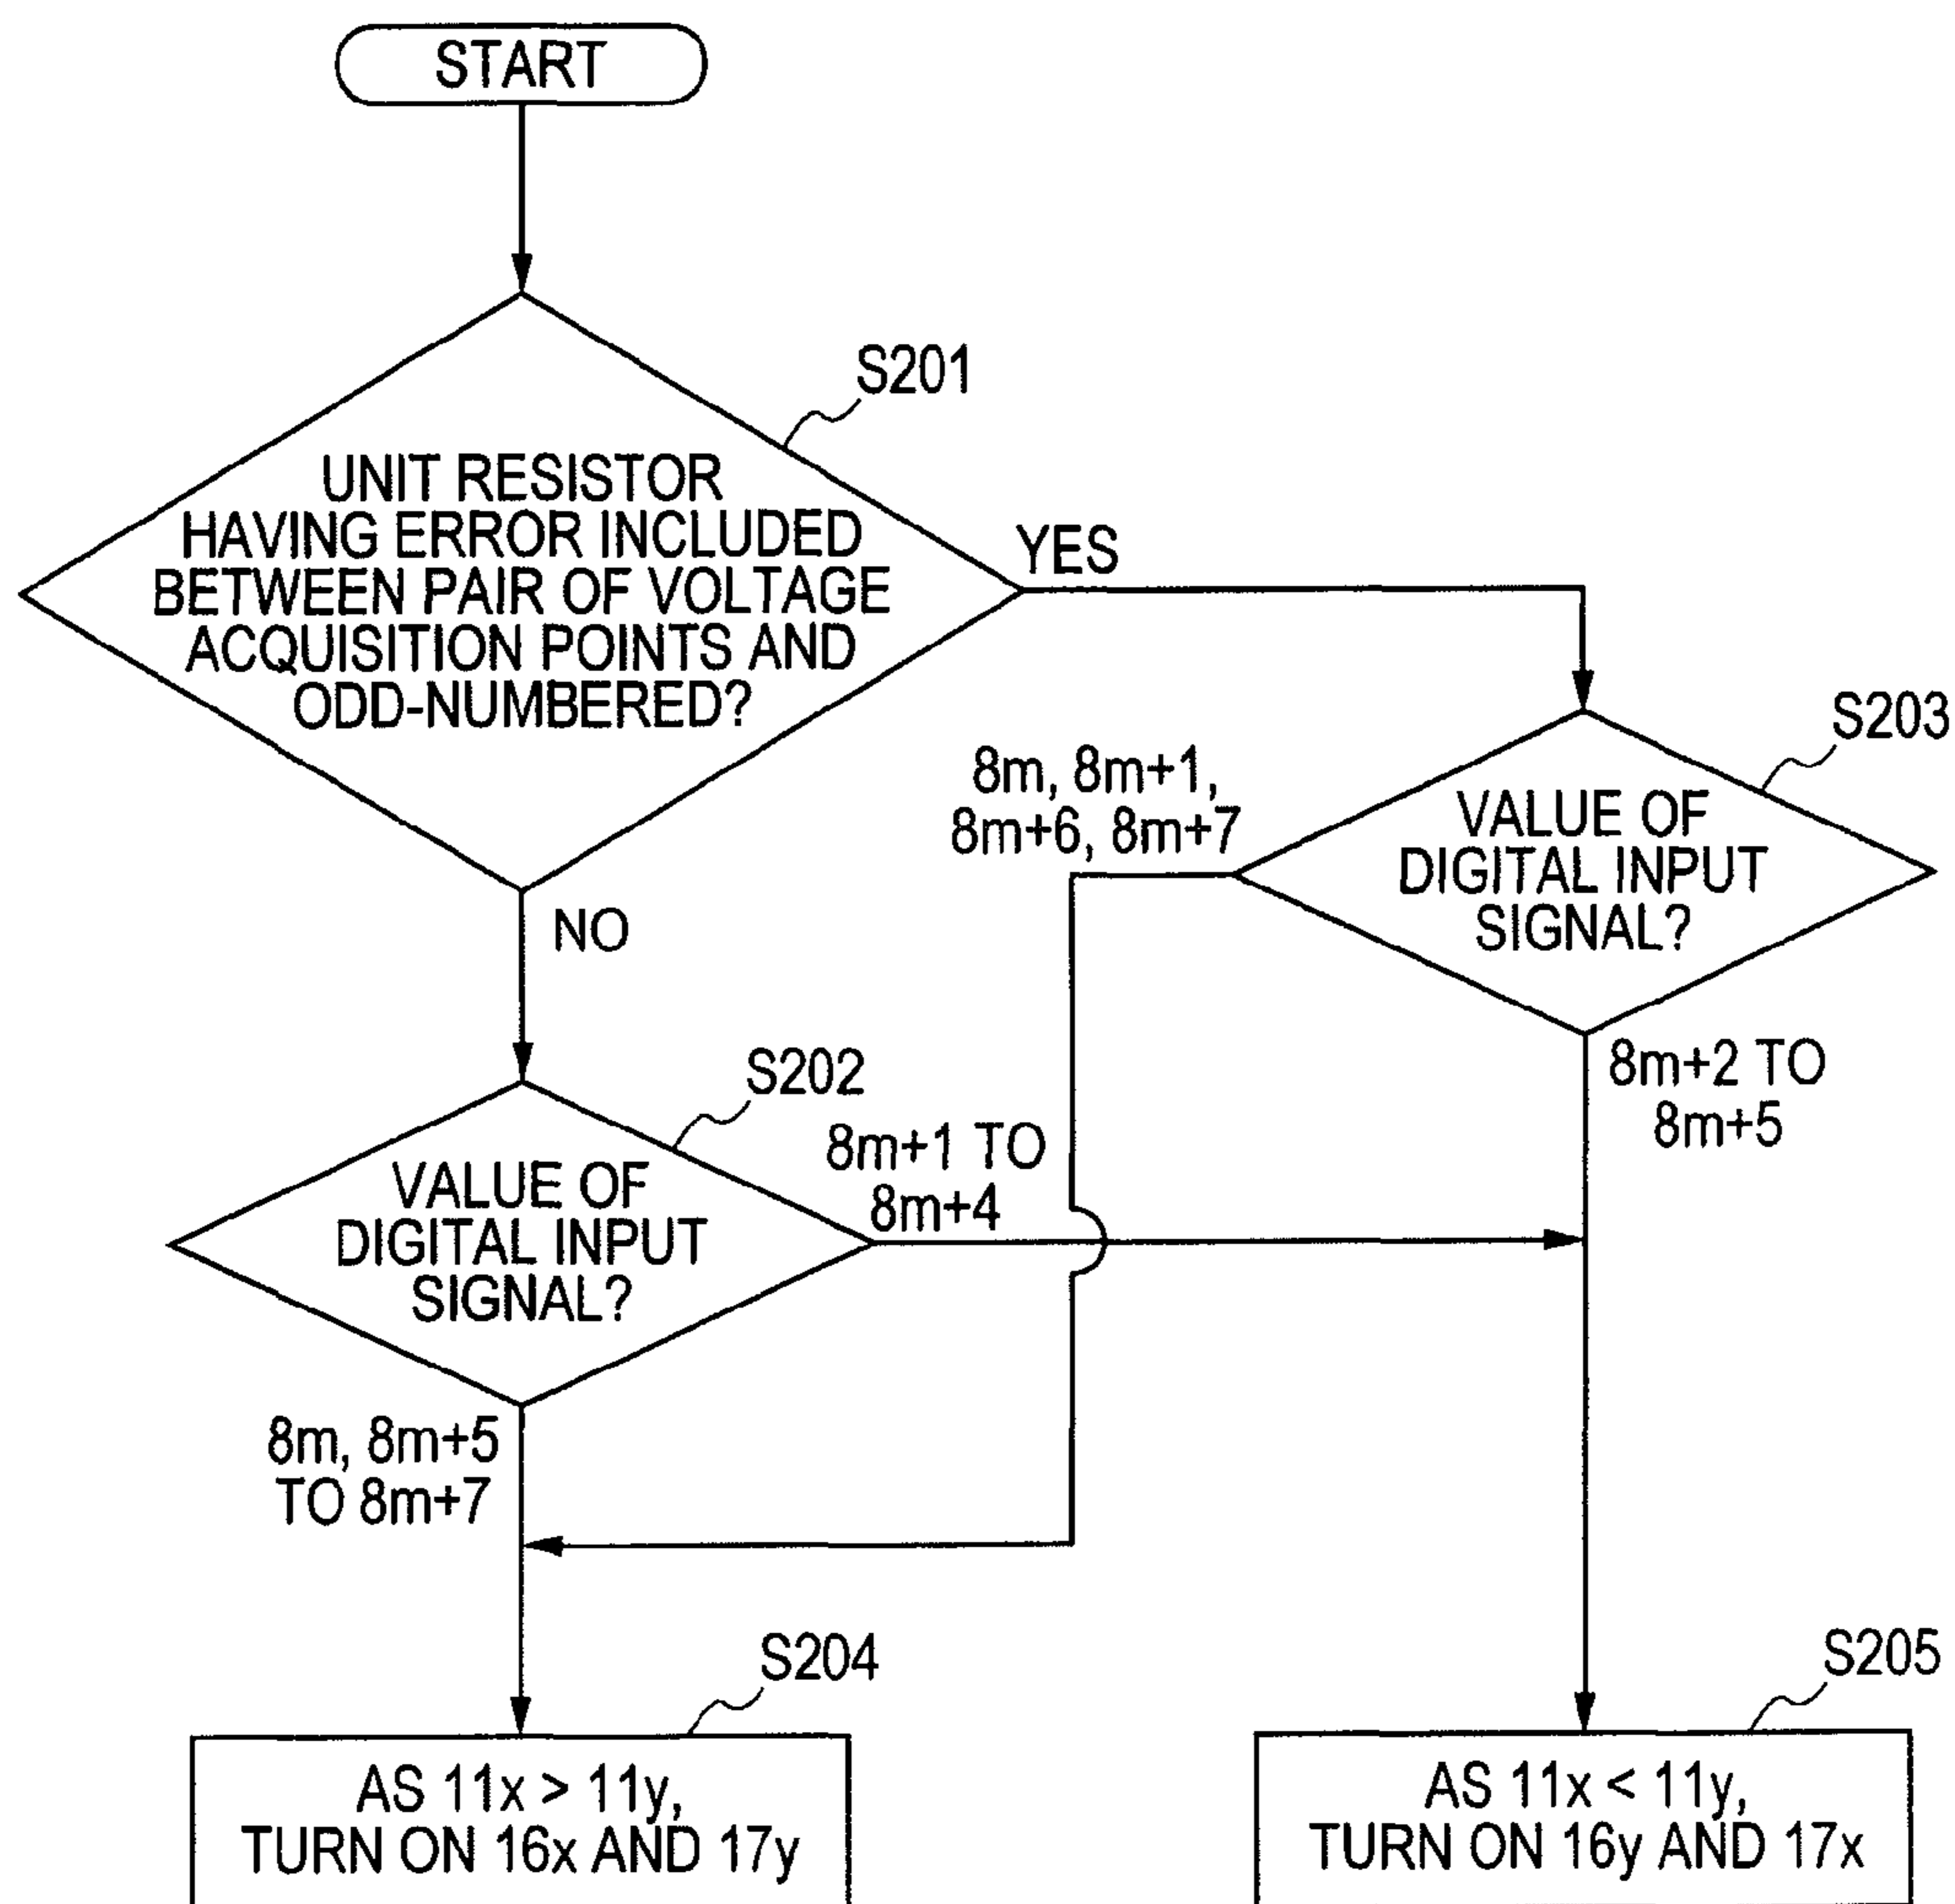 START
S201
UNIT RESISTOR
HAVING ERROR INCLUDED
BETWEEN PAIR OF VOLTAGE
ACQUISITION POINTS AND
ODD-NUMBERED?
YES
NO
S203
8m, 8m+1,
8m+6, 8m+7
VALUE OF
DIGITAL INPUT
SIGNAL?
8m+2 TO
8m+5
S202
8m+1 TO
8m+4
VALUE OF
DIGITAL INPUT
SIGNAL?
8m, 8m+5
TO 8m+7
S204
AS 11x > 11y,
TURN ON 16x AND 17y
S205
AS 11x < 11y,
TURN ON 16y AND 17x